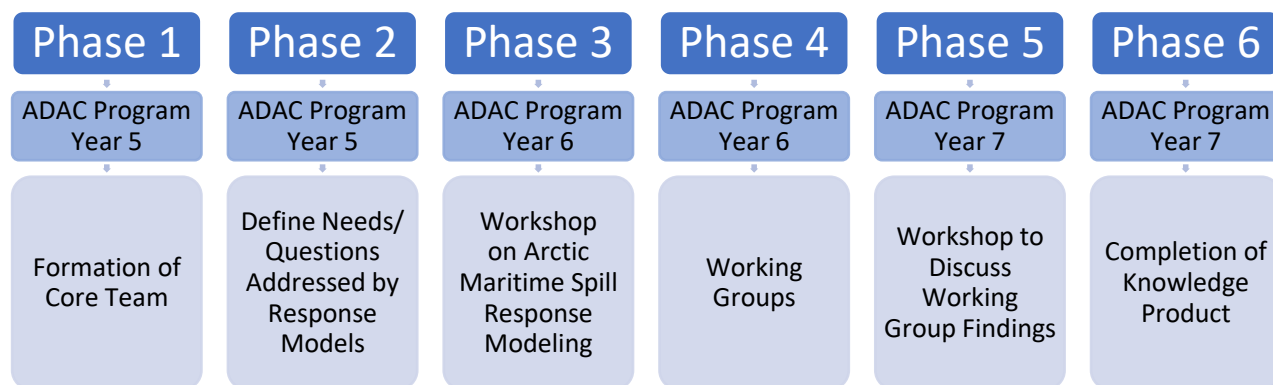 Phase 1
ADAC Program
Year 5
Formation of
Core Team
Phase 2
ADAC Program
Year 5
Define Needs/
Questions
Addressed by
Response
Models
Phase 3
ADAC Program
Year 6
Workshop
on Arctic
Maritime Spill
Response
Modeling
Phase 4
ADAC Program
Year 6
Working
Groups
Phase 5
ADAC Program
Year 7
Workshop to
Discuss
Working
Group Findings
Phase 6
ADAC Program
Year 7
Completion of
Knowledge
Product